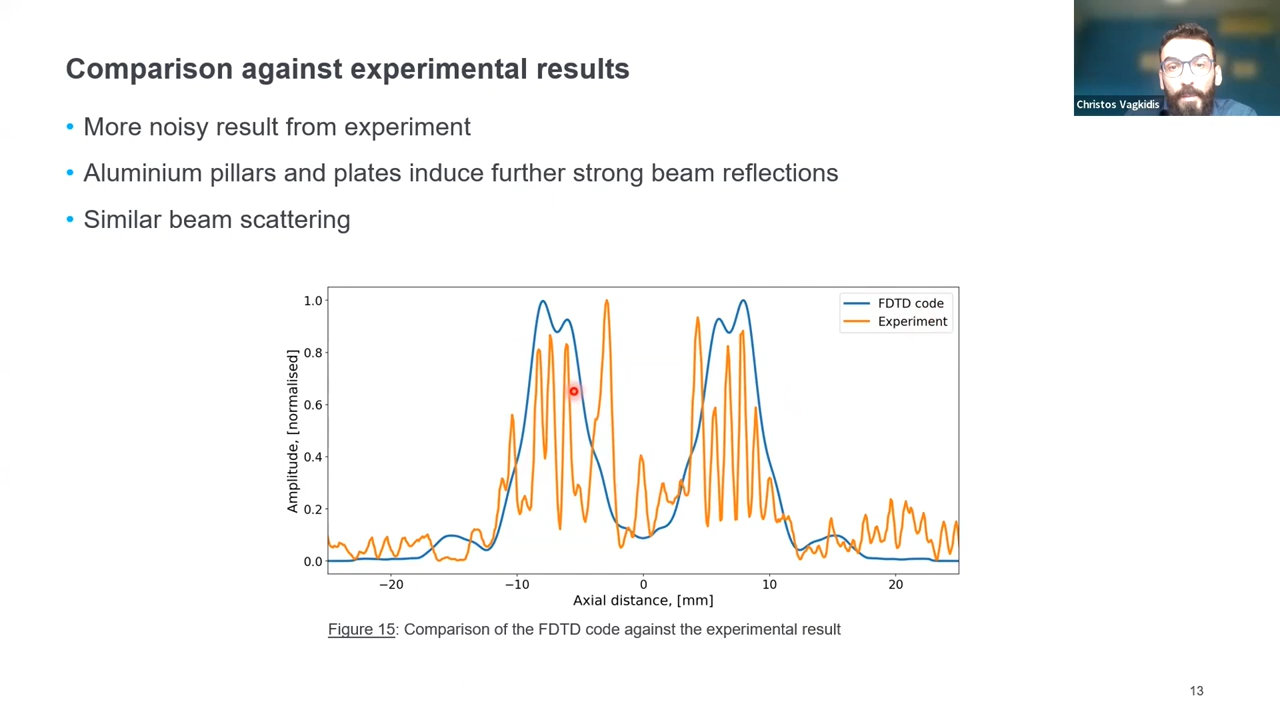 Comparison against experimental results
Christos Vagkidis
• More noisy result from experiment
• Aluminium pillars and plates induce further strong beam reflections
• Similar beam scattering
FDTD code
Experiment
Amplitude, [normalised]
1.0
0.8
0.6
0.4
0.2
0.0
−20 −10 0 10 20
Axial distance, [mm]
Figure 15: Comparison of the FDTD code against the experimental result
13